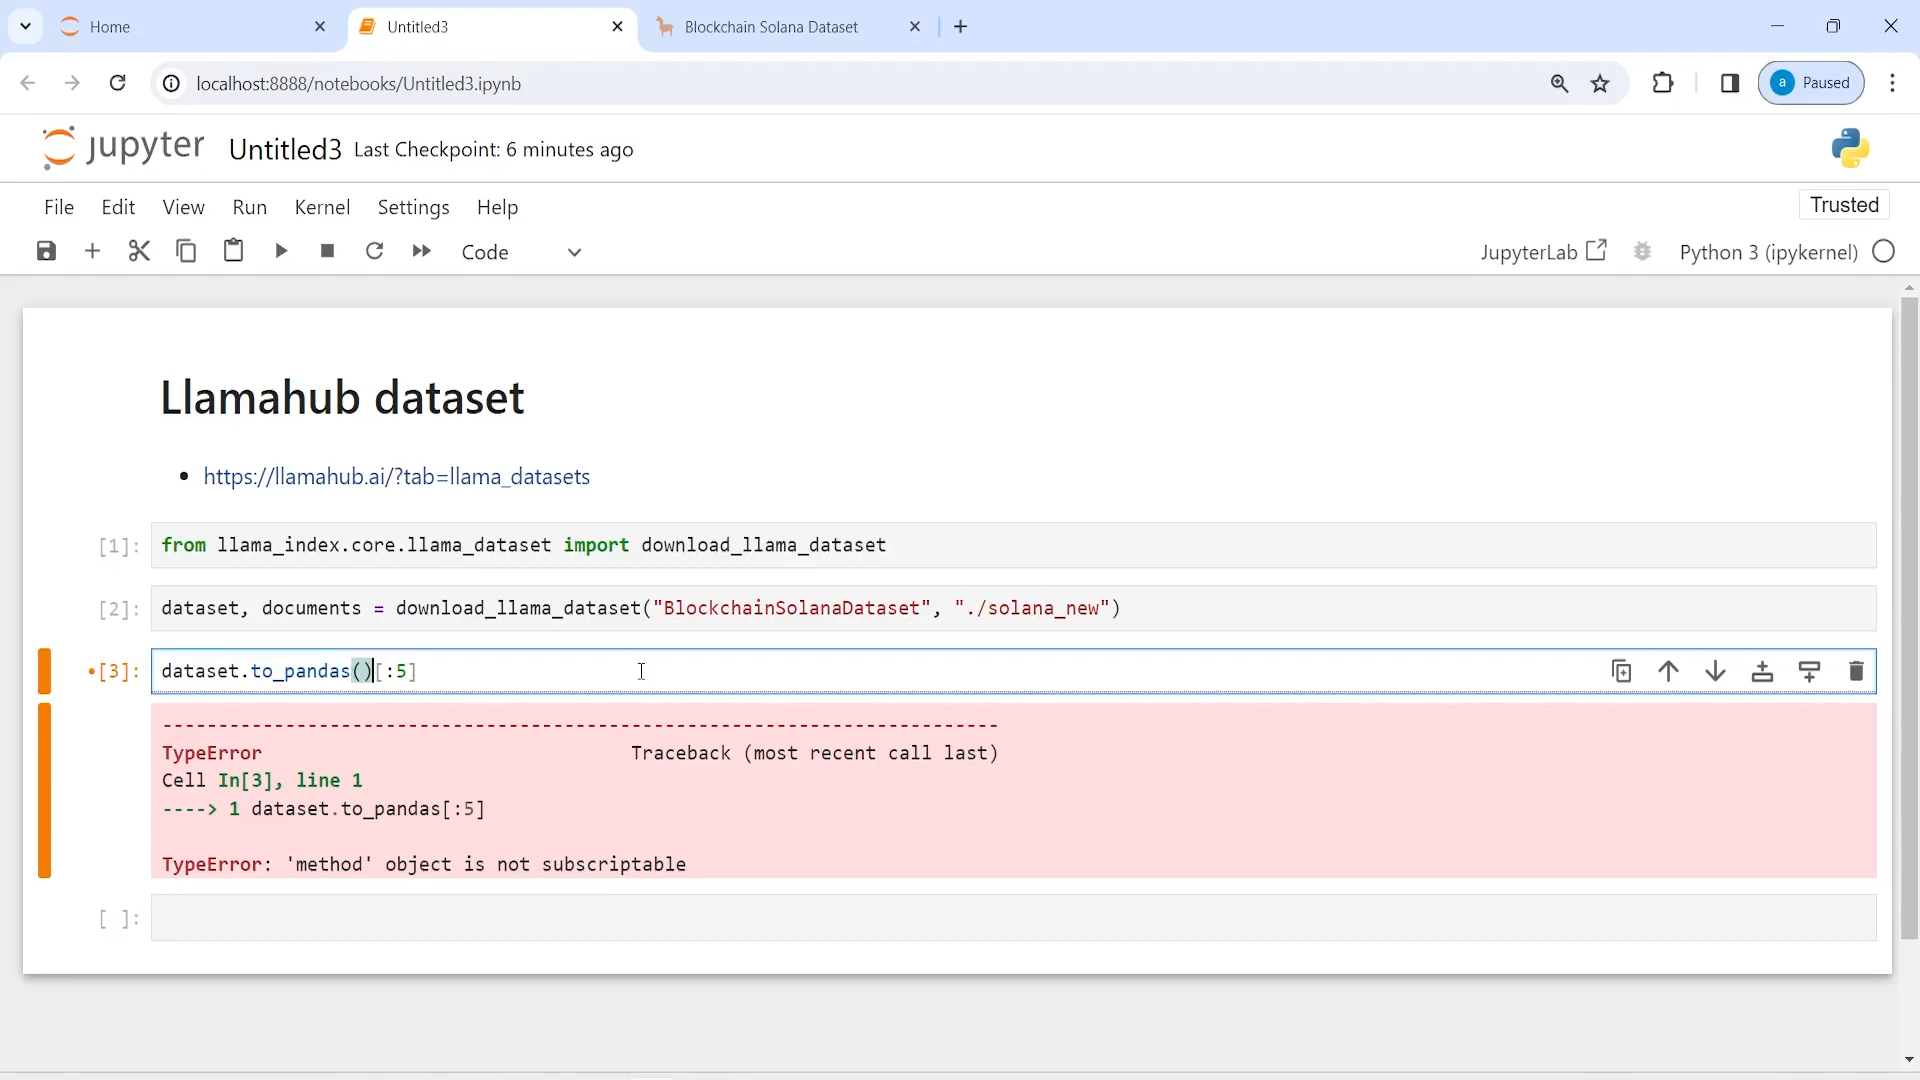 Home
Untitled3
Blockchain Solana Dataset
localhost:8888/notebooks/Untitled3.ipynb
a Paused
jupyter Untitled3 Last Checkpoint: 6 minutes ago
File Edit View Run Kernel Settings Help
Trusted
Code
JupyterLab
Python 3 (ipykernel)
Llamahub dataset
• https://llamahub.ai/?tab=llama_datasets
[1]: from llama_index.core.llama_dataset import download_llama_dataset
[2]: dataset, documents = download_llama_dataset("BlockchainSolanaDataset", "./solana_new")
•[3]: dataset.to_pandas()[:5]
---------------------------------------------------------------------------
TypeError Traceback (most recent call last)
Cell In[3], line 1
----> 1 dataset.to_pandas[:5]
TypeError: 'method' object is not subscriptable
[ ]: